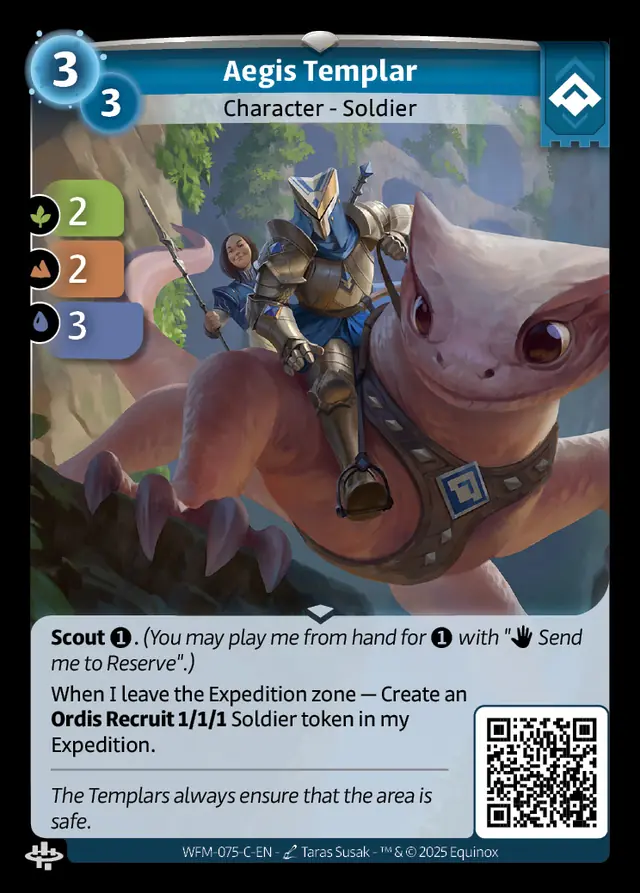 3
Aegis Templar
3
Character - Soldier
2
2
3
Scout 1. (You may play me from hand for 1 with " Send
me to Reserve".)
When I leave the Expedition zone — Create an
Ordis Recruit 1/1/1 Soldier token in my
Expedition.
The Templars always ensure that the area is
safe.
WFM-075-C-EN - Taras Susak - ™ & © 2025 Equinox